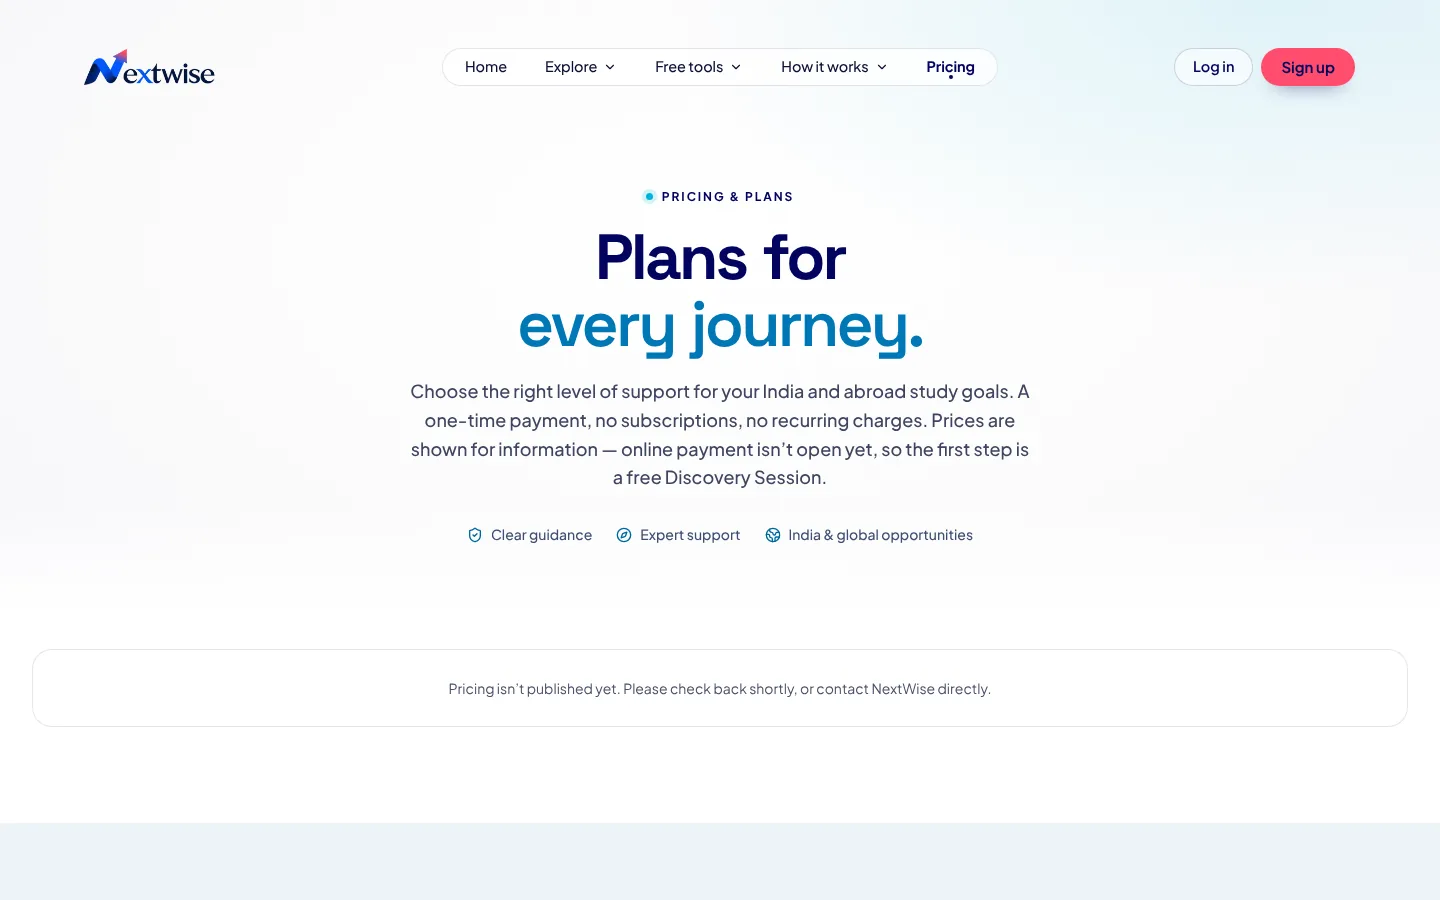 Nextwise
Home
Explore
Free tools
How it works
Pricing
Log in
Sign up
PRICING & PLANS
Plans for
every journey.
Choose the right level of support for your India and abroad study goals. A
one-time payment, no subscriptions, no recurring charges. Prices are
shown for information — online payment isn’t open yet, so the first step is
a free Discovery Session.
Clear guidance
Expert support
India & global opportunities
Pricing isn’t published yet. Please check back shortly, or contact NextWise directly.